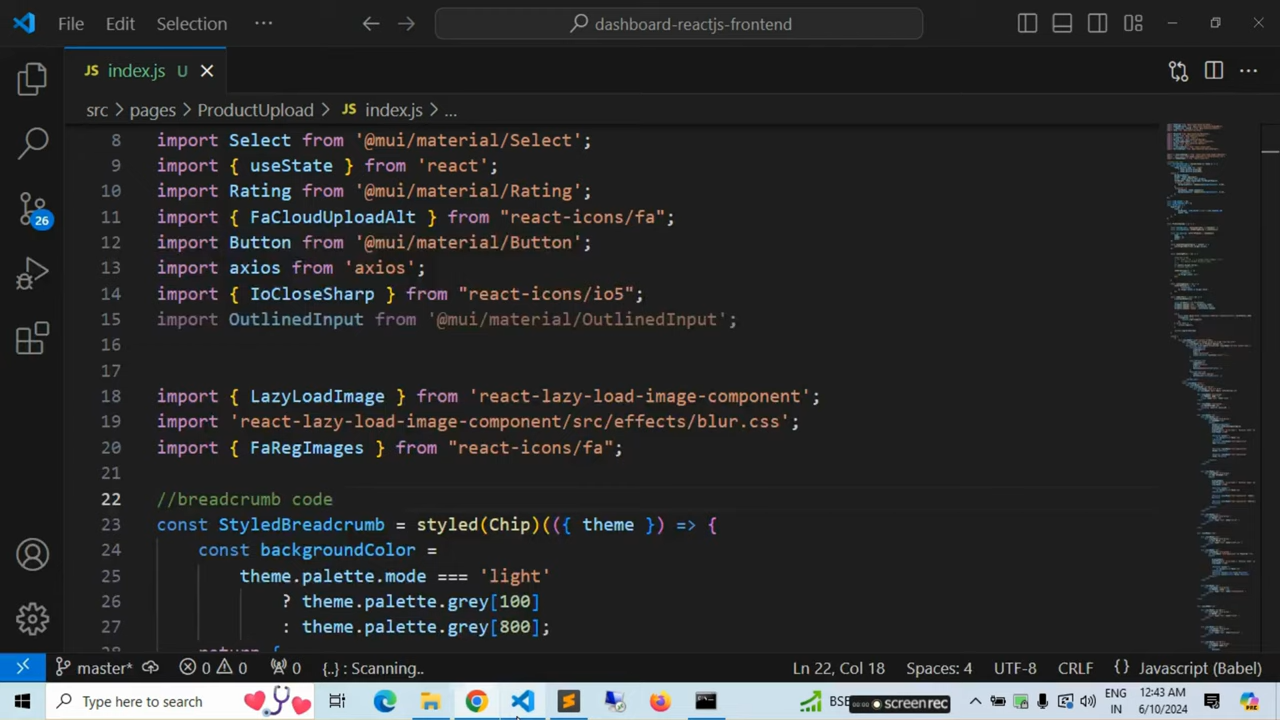 File Edit Selection ··· dashboard-reactjs-frontend
JS index.js U
src > pages > ProductUpload > JS index.js > ...
8 import Select from '@mui/material/Select';
9 import { useState } from 'react';
10 import Rating from '@mui/material/Rating';
11 import { FaCloudUploadAlt } from "react-icons/fa";
12 import Button from '@mui/material/Button';
13 import axios from 'axios';
14 import { IoCloseSharp } from "react-icons/io5";
15 import OutlinedInput from '@mui/material/OutlinedInput';
16
17
18 import { LazyLoadImage } from 'react-lazy-load-image-component';
19 import 'react-lazy-load-image-component/src/effects/blur.css';
20 import { FaRegImages } from "react-icons/fa";
21
22 //breadcrumb code
23 const StyledBreadcrumb = styled(Chip)(({ theme }) => {
24 const backgroundColor =
25 theme.palette.mode === 'light'
26 ? theme.palette.grey[100]
27 : theme.palette.grey[800];
26
master* 0 0 0 {..} : Scanning.. Ln 22, Col 18 Spaces: 4 UTF-8 CRLF {} Javascript (Babel)
Type here to search BSE screen rec EN IN 12:43 AM 6/10/2024